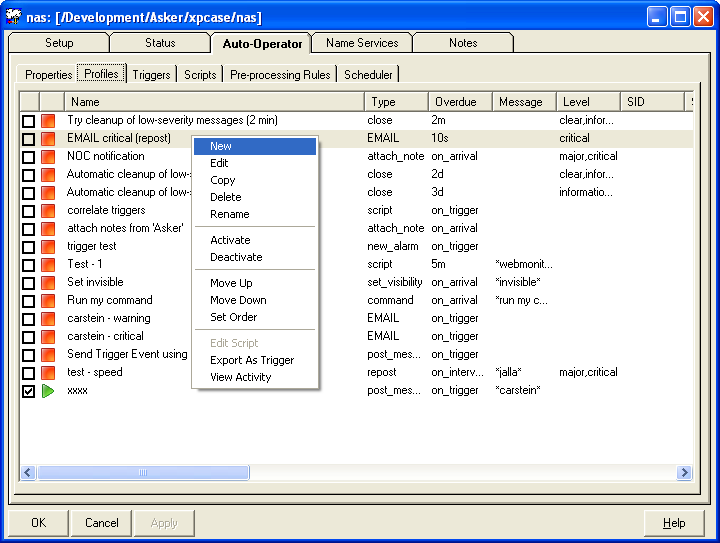 nas: [/Development/Asker/xpcase/nas]
Setup Status Auto-Operator Name Services Notes
Properties Profiles Triggers Scripts Pre-processing Rules Scheduler
Name Type Overdue Message Level SID
Try cleanup of low-severity messages (2 min) close 2m clear,infor...
EMAIL critical (repost) EMAIL 10s critical
NOC notification attach_note on_arrival major,critical
Automatic cleanup of low- close 2d clear,infor...
Automatic cleanup of low- close 3d informatio...
correlate triggers script on_trigger
attach notes from 'Asker' attach_note on_trigger
trigger test new_alarm on_trigger
Test - 1 script 5m *webmonit...
Set invisible set_visibility on_arrival *invisible*
Run my command command on_arrival *run my c...
carstein - warning EMAIL on_trigger
carstein - critical EMAIL on_trigger
Send Trigger Event using post_mes... on_trigger
test - speed repost on_interv... *jalla* major,critical
xxxx post_mes... on_trigger *carstein*
New
Edit
Copy
Delete
Rename
Activate
Deactivate
Move Up
Move Down
Set Order
Edit Script
Export As Trigger
View Activity
OK Cancel Apply Help